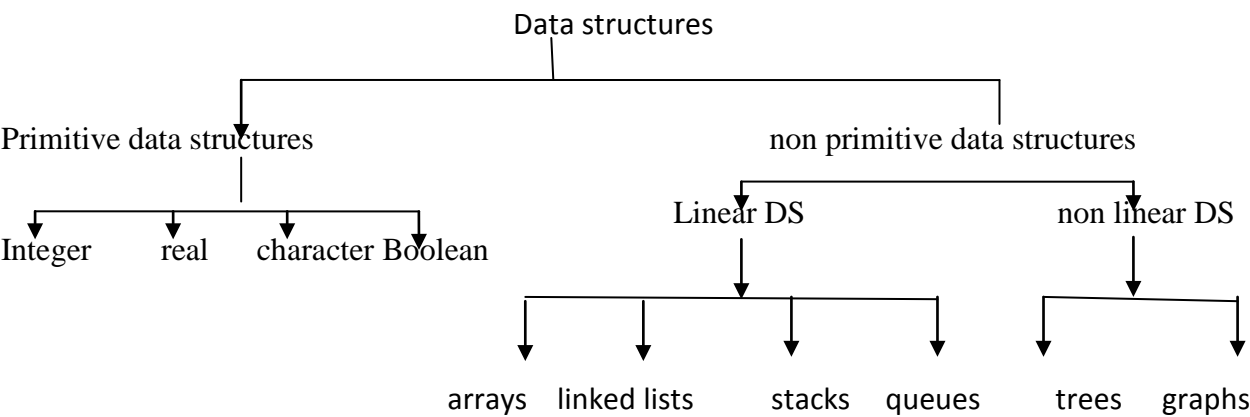 Data structures
Primitive data structures non primitive data structures
Linear DS non linear DS
Integer real character Boolean
arrays linked lists stacks queues trees graphs